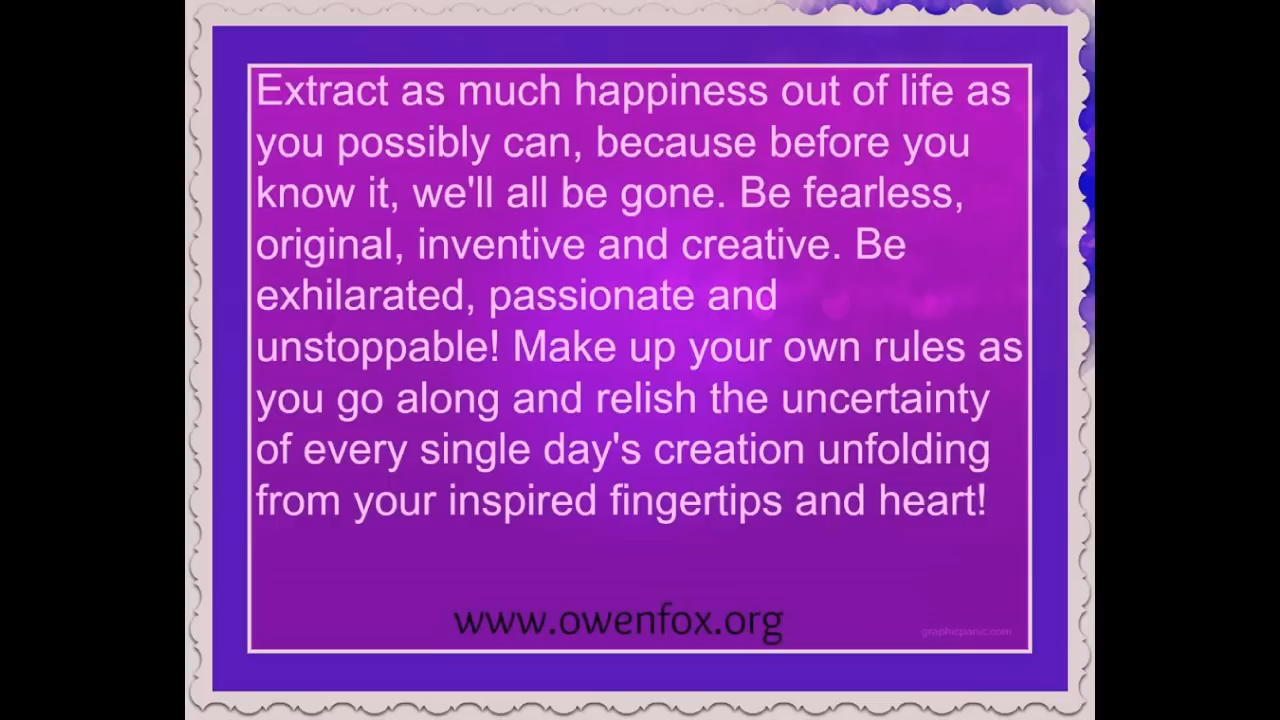 Extract as much happiness out of life as
you possibly can, because before you
know it, we'll all be gone. Be fearless,
original, inventive and creative. Be
exhilarated, passionate and
unstoppable! Make up your own rules as
you go along and relish the uncertainty
of every single day's creation unfolding
from your inspired fingertips and heart!
www.owenfox.org
graphicpanic.com